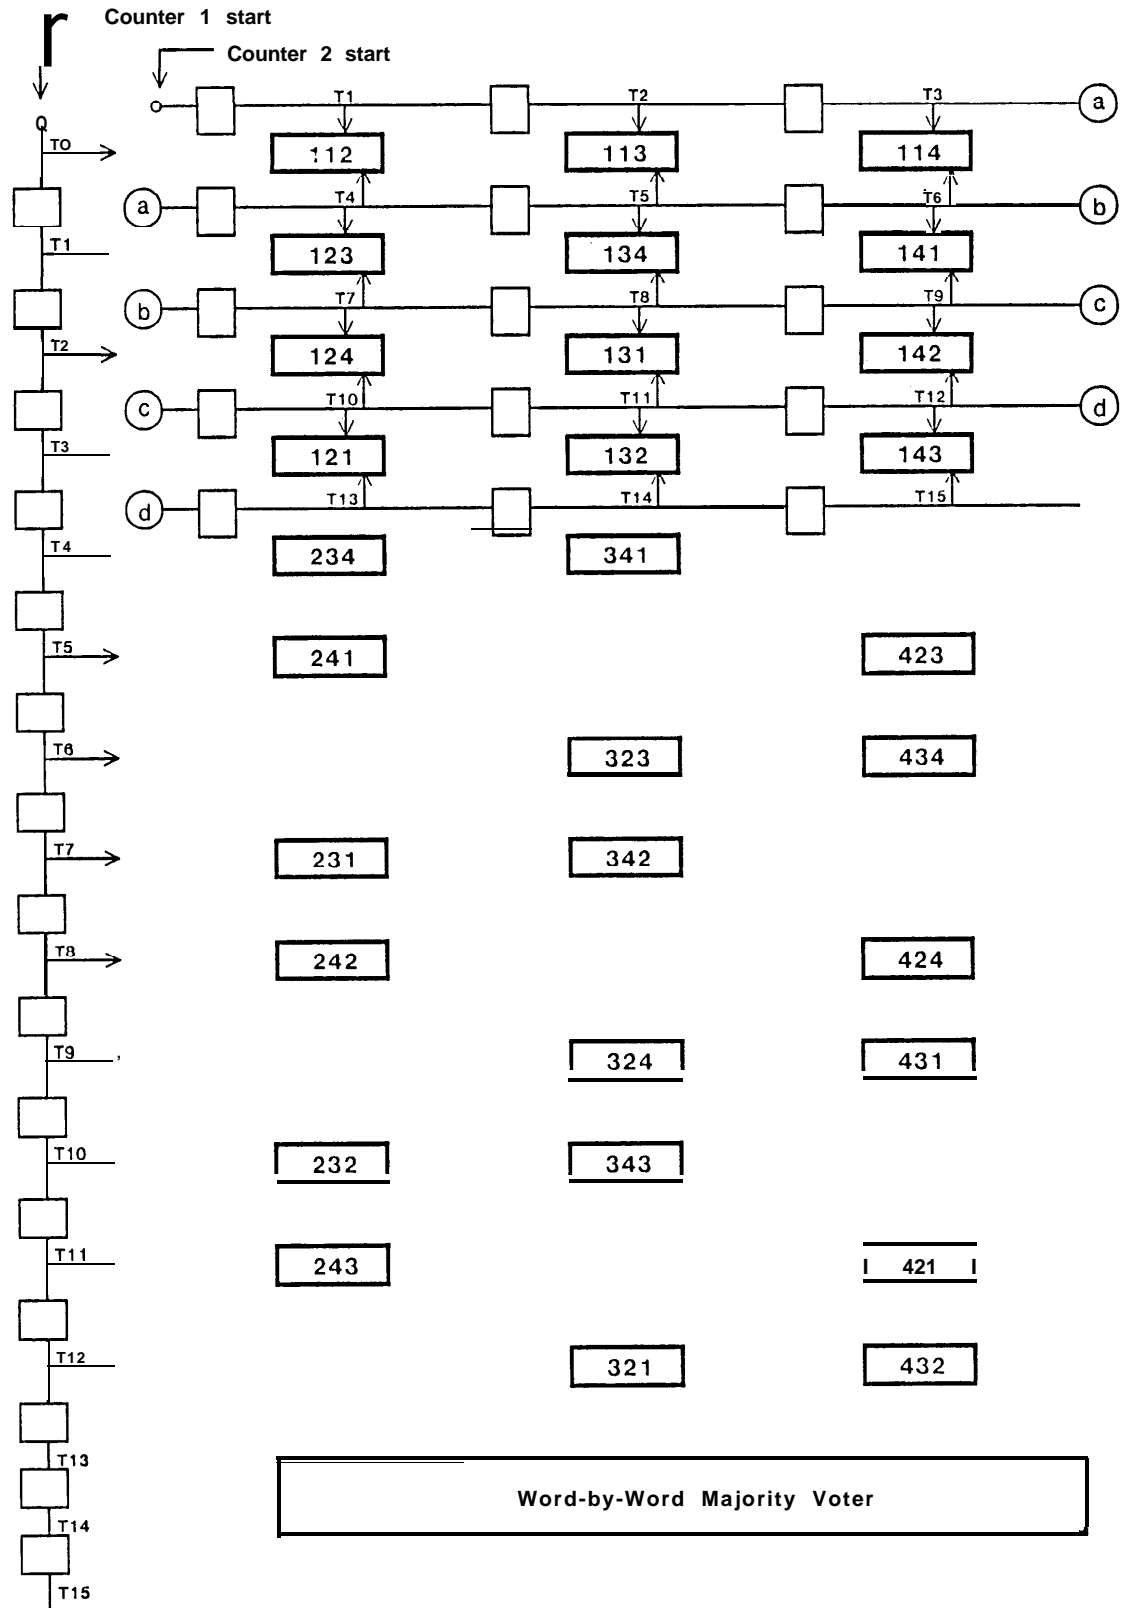 Counter 1 start
Counter 2 start
T1 T2 T3 a
T0 112 113 114
a T4 T5 T6 b
T1 123 134 141
b T7 T8 T9 c
T2 124 131 142
c T10 T11 T12 d
T3 121 132 143
d T13 T14 T15
T4 234 341
T5 241 423
T6 323 434
T7 231 342
T8 242 424
T9 324 431
T10 232 343
T11 243 421
T12 321 432
T13
Word-by-Word Majority Voter
T14
T15